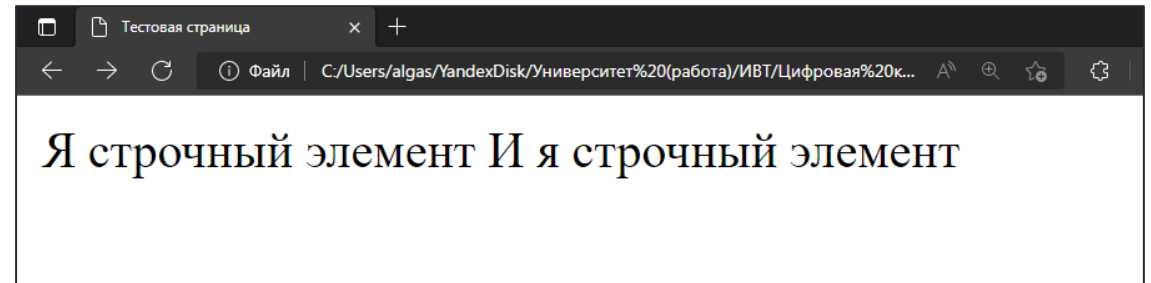 Тестовая страница
Файл | C:/Users/algas/YandexDisk/Университет%20(работа)/ИВТ/Цифровая%20к...
Я строчный элемент И я строчный элемент